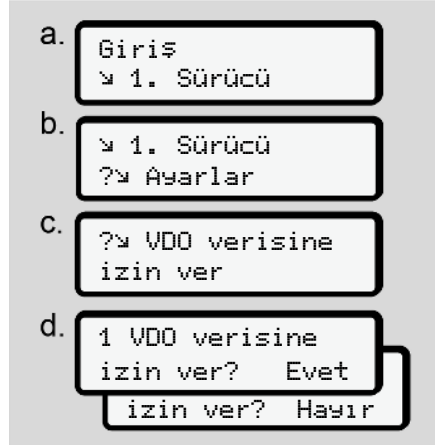 a.
Giriş
↘ 1. Sürücü
b.
↘ 1. Sürücü
?↘ Ayarlar
c.
?↘ VDO verisine
izin ver
d.
1 VDO verisine
izin ver? Evet
izin ver? Hayır